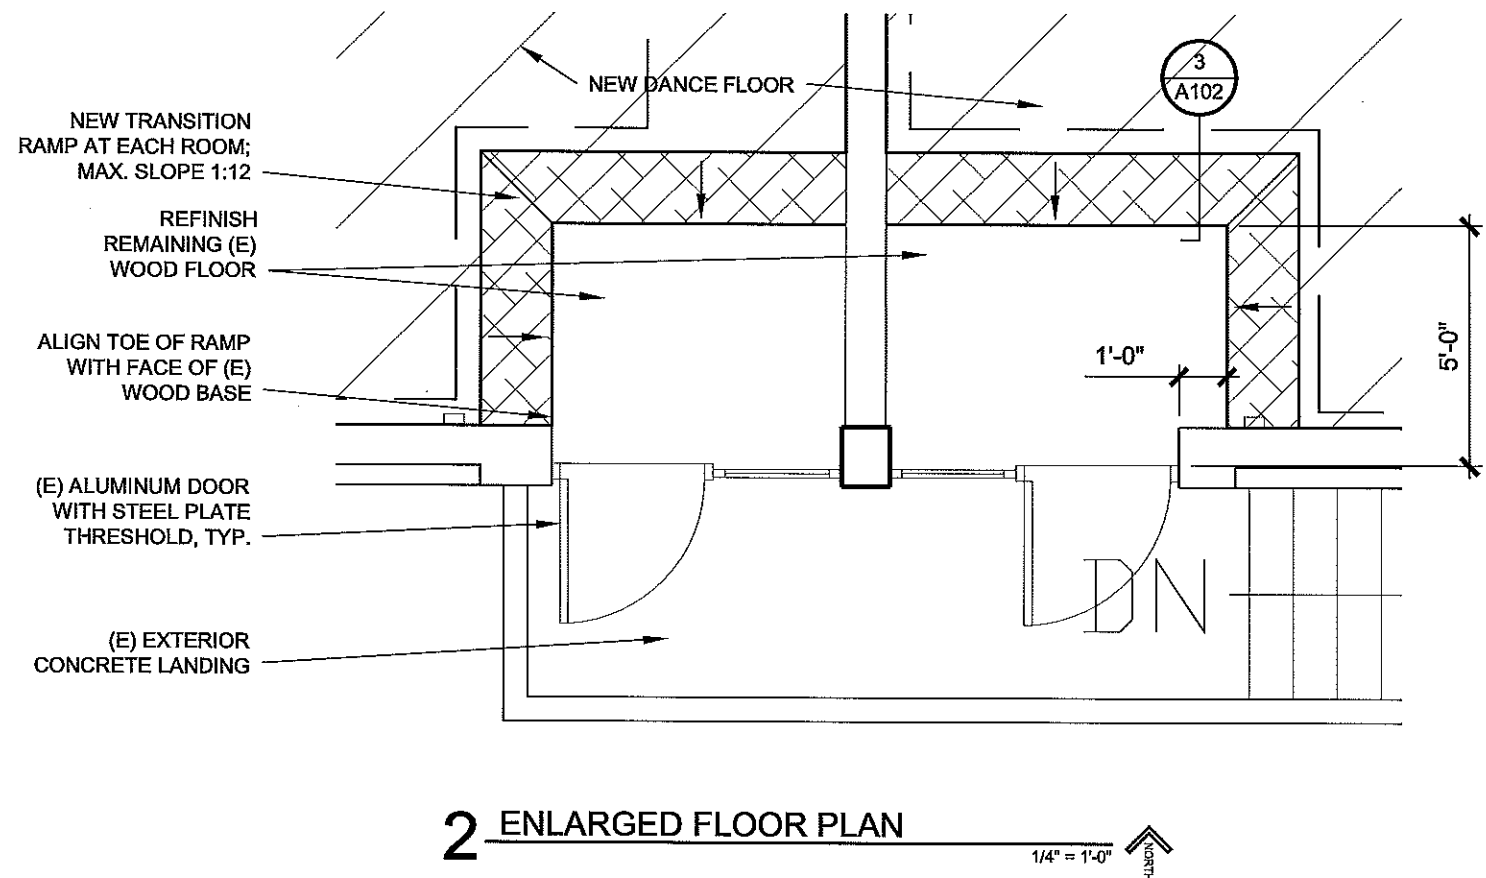 3
A102
NEW DANCE FLOOR
NEW TRANSITION
RAMP AT EACH ROOM;
MAX. SLOPE 1:12
REFINISH
REMAINING (E)
WOOD FLOOR
ALIGN TOE OF RAMP
WITH FACE OF (E)
WOOD BASE
1'-0"
5'-0"
(E) ALUMINUM DOOR
WITH STEEL PLATE
THRESHOLD, TYP.
DN
(E) EXTERIOR
CONCRETE LANDING
2 ENLARGED FLOOR PLAN
1/4" = 1'-0"
NORTH